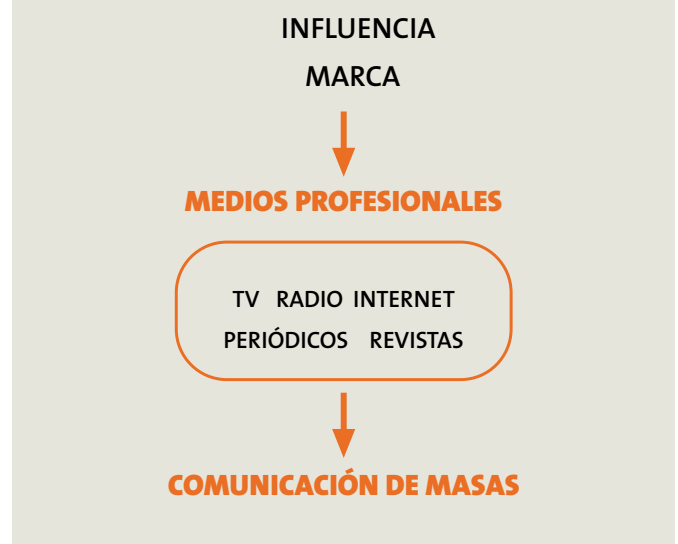 INFLUENCIA
MARCA
MEDIOS PROFESIONALES
TV RADIO INTERNET
PERIÓDICOS REVISTAS
COMUNICACIÓN DE MASAS